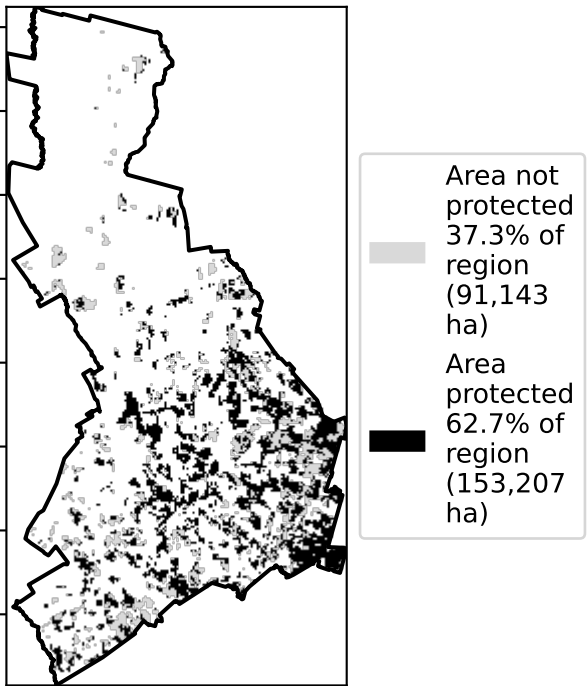 Area not
protected
37.3% of
region
(91,143
ha)
Area
protected
62.7% of
region
(153,207
ha)